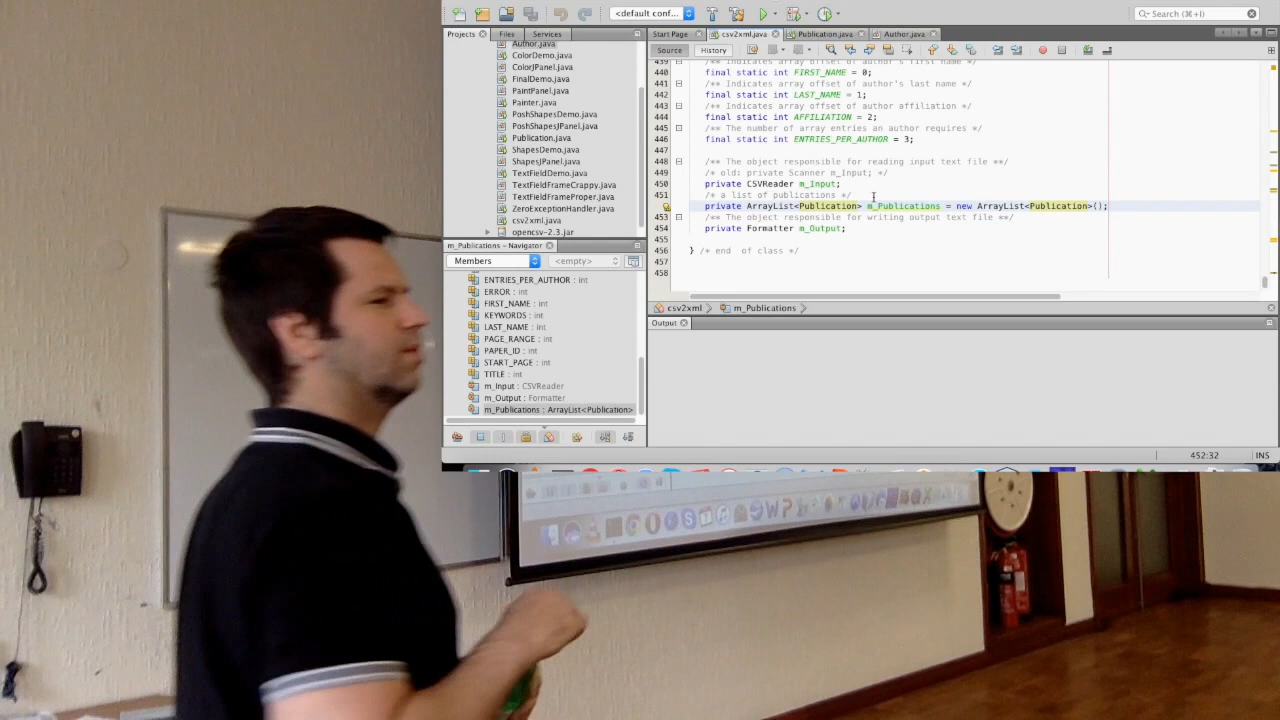 <default conf...
Search (⌘+I)
Projects
Files
Services
Start Page
csv2xml.java
Publication.java
Author.java
Source
History
Author.java
ColorDemo.java
ColorJPanel.java
FinalDemo.java
PaintPanel.java
Painter.java
PoshShapesDemo.java
PoshShapesJPanel.java
Publication.java
ShapesDemo.java
ShapesJPanel.java
TextFieldDemo.java
TextFieldFrameCrappy.java
TextFieldFrameProper.java
ZeroExceptionHandler.java
csv2xml.java
opencsv-2.3.jar
439 /** Indicates array offset of author's first name */
440 final static int FIRST_NAME = 0;
441 /** Indicates array offset of author's last name */
442 final static int LAST_NAME = 1;
443 /** Indicates array offset of author affiliation */
444 final static int AFFILIATION = 2;
445 /** The number of array entries an author requires */
446 final static int ENTRIES_PER_AUTHOR = 3;
447
448 /** The object responsible for reading input text file **/
449 /* old: private Scanner m_Input; */
450 private CSVReader m_Input;
451 /* a list of publications */
private ArrayList<Publication> m_Publications = new ArrayList<Publication>();
453 /** The object responsible for writing output text file **/
454 private Formatter m_Output;
455
456 } /* end of class */
457
458
m_Publications - Navigator
Members
<empty>
ENTRIES_PER_AUTHOR : int
ERROR : int
FIRST_NAME : int
KEYWORDS : int
LAST_NAME : int
PAGE_RANGE : int
PAPER_ID : int
START_PAGE : int
TITLE : int
m_Input : CSVReader
m_Output : Formatter
m_Publications : ArrayList<Publication>
csv2xml
m_Publications
Output
452:32
INS